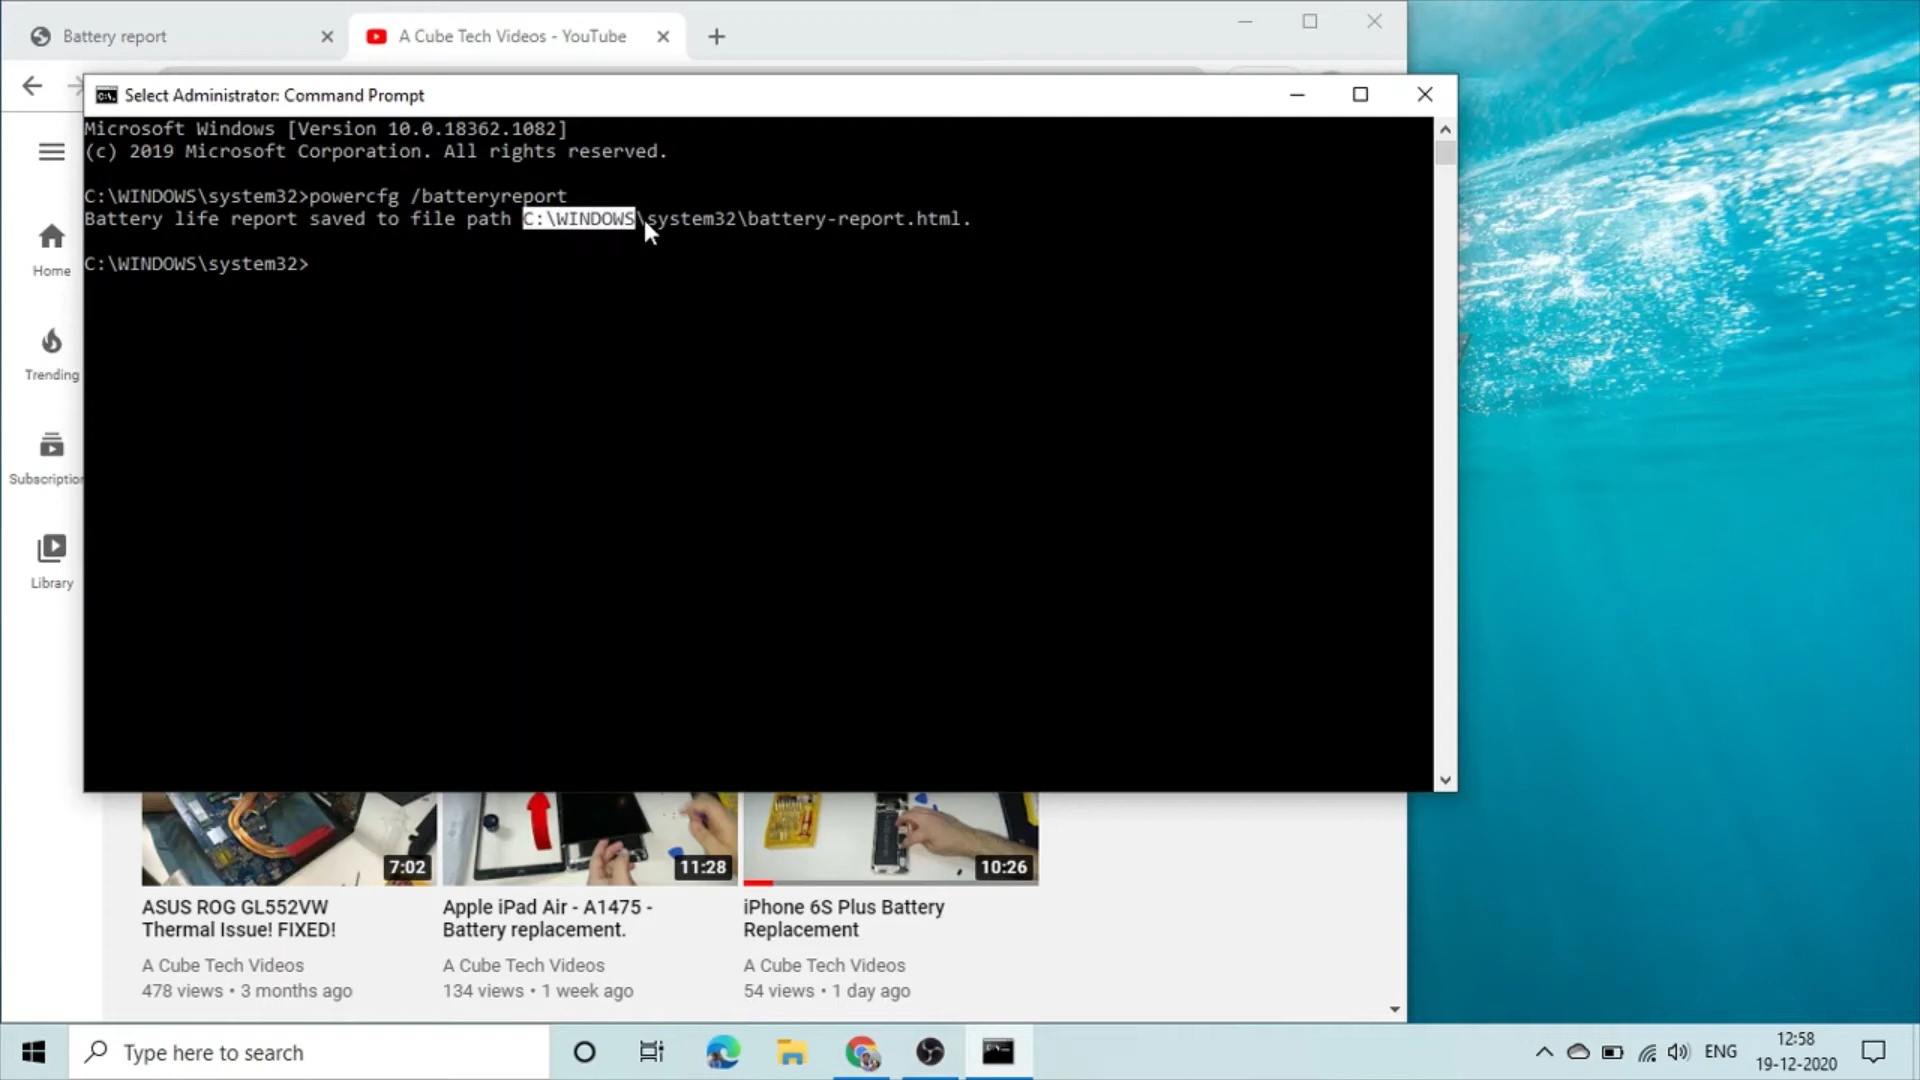 Battery report
A Cube Tech Videos - YouTube
Select Administrator: Command Prompt
Microsoft Windows [Version 10.0.18362.1082]
(c) 2019 Microsoft Corporation. All rights reserved.
C:\WINDOWS\system32>powercfg /batteryreport
Battery life report saved to file path C:\WINDOWS\system32\battery-report.html.
C:\WINDOWS\system32>
Home
Trending
Subscription
Library
7:02
11:28
10:26
ASUS ROG GL552VW
Thermal Issue! FIXED!
A Cube Tech Videos
478 views • 3 months ago
Apple iPad Air - A1475 -
Battery replacement.
A Cube Tech Videos
134 views • 1 week ago
iPhone 6S Plus Battery
Replacement
A Cube Tech Videos
54 views • 1 day ago
Type here to search
ENG
12:58
19-12-2020